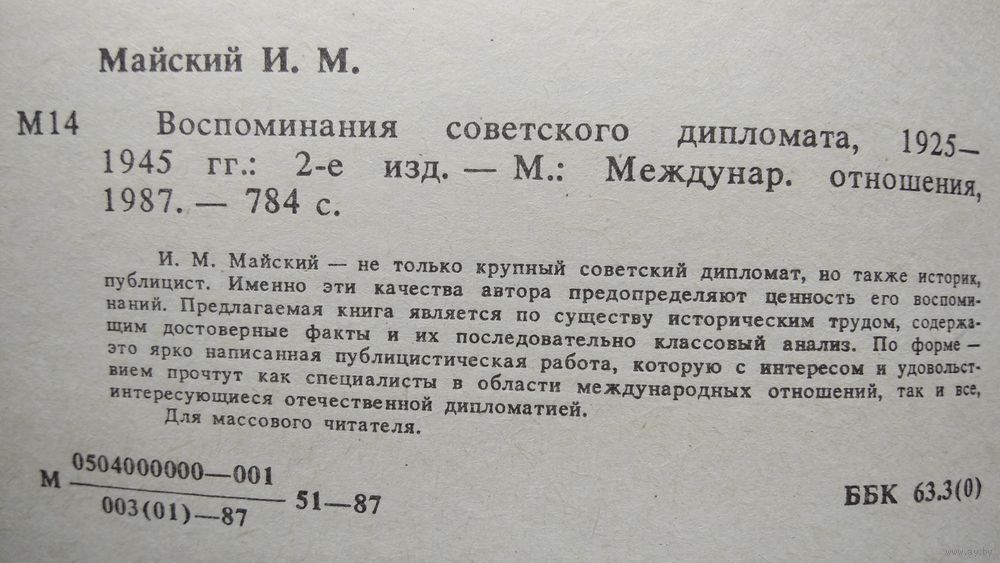 Майский И. М.
М14 Воспоминания советского дипломата, 1925—
1945 гг.: 2-е изд. — М.: Междунар. отношения,
1987. — 784 с.
И. М. Майский — не только крупный советский дипломат, но также историк,
публицист. Именно эти качества автора предопределяют ценность его воспоми-
наний. Предлагаемая книга является по существу историческим трудом, содержа-
щим достоверные факты и их последовательно классовый анализ. По форме —
это ярко написанная публицистическая работа, которую с интересом и удовольст-
вием прочтут как специалисты в области международных отношений, так и все,
интересующиеся отечественной дипломатией.
Для массового читателя.
М 0504000000—001
003(01)—87
51—87
ББК 63.3(0)
www.ay.by